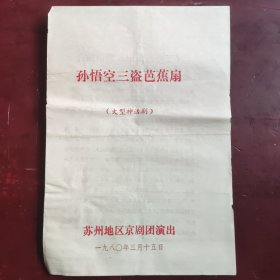 孙悟空三盗芭蕉扇
（大型神话剧）
苏州地区京剧团演出
一九八〇年三月十五日